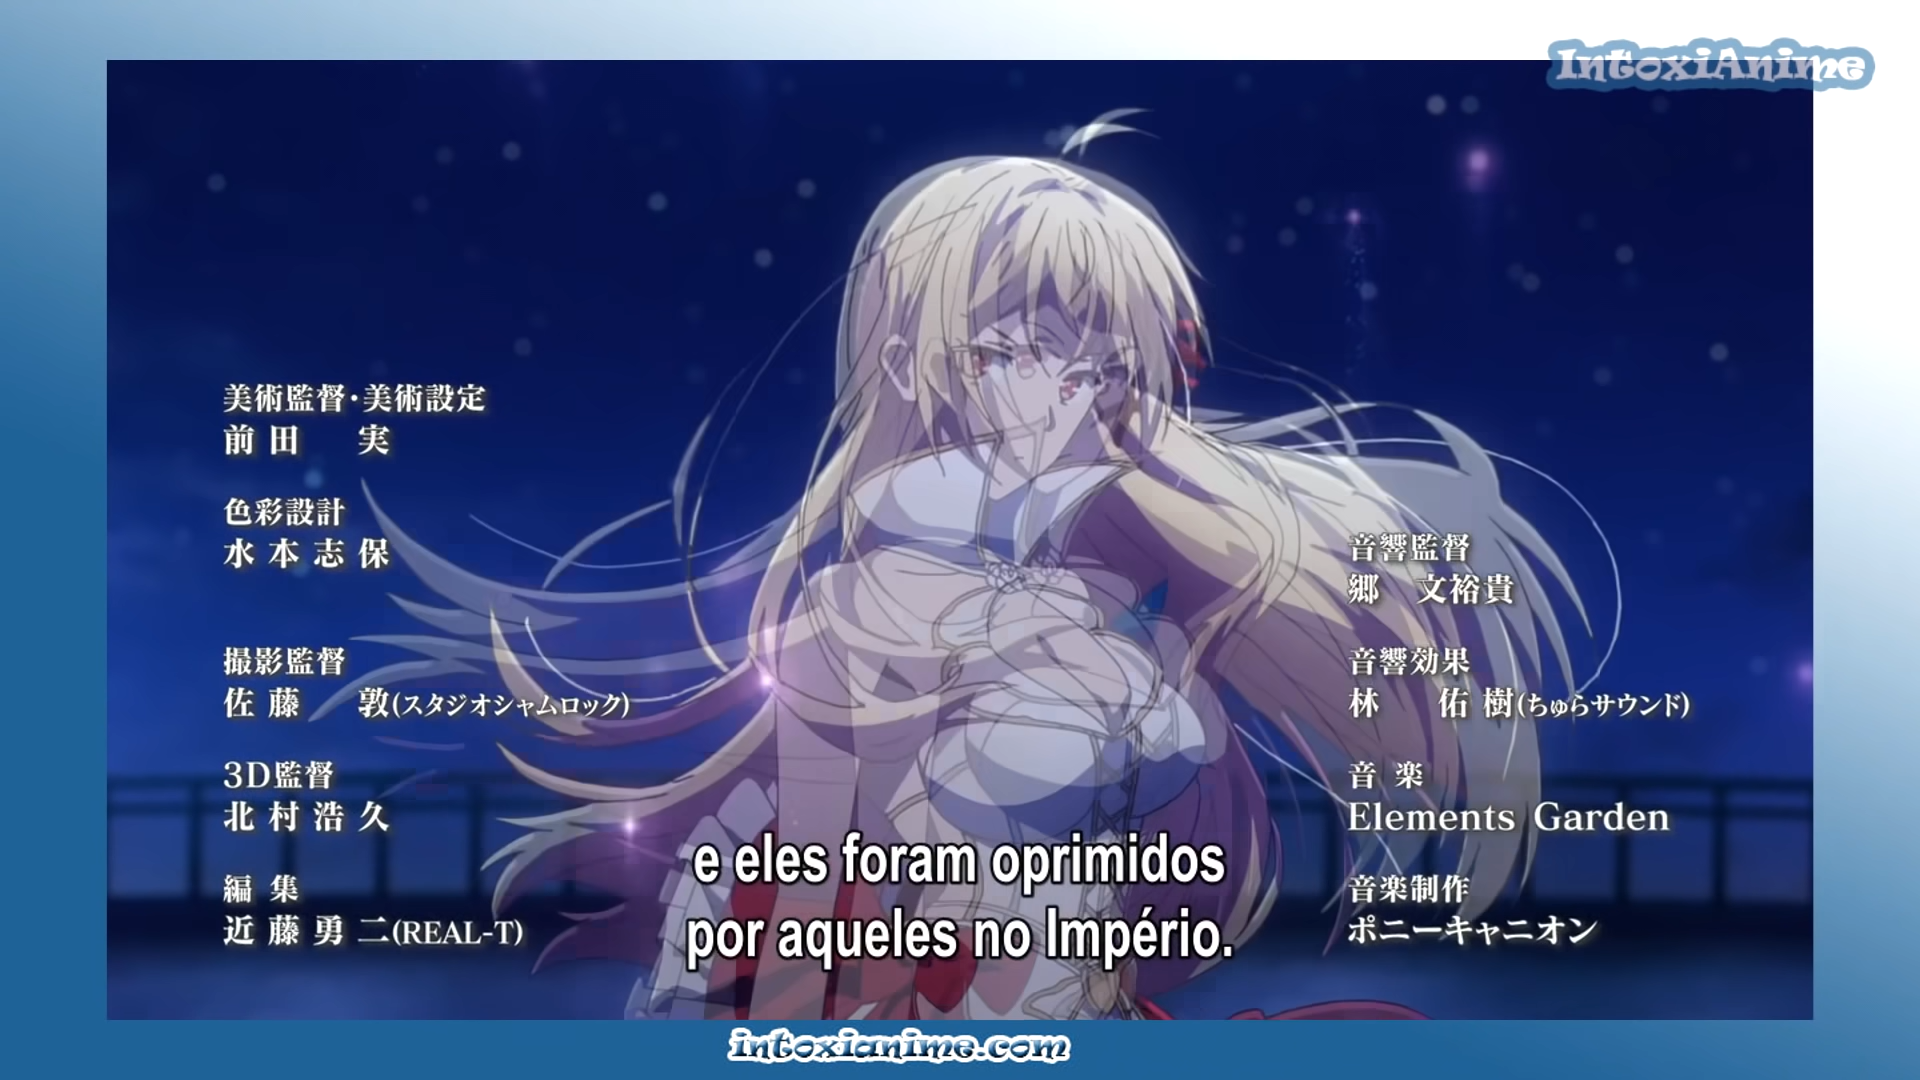 IntoxiAnime
美術監督・美術設定
前田 実
色彩設計
水本志保
撮影監督
佐藤 敦(スタジオシャムロック)
3D監督
北村浩久
編集
近藤勇二(REAL-T)
音響監督
郷 文裕貴
音響効果
林 佑樹(ちゅらサウンド)
音楽
Elements Garden
音楽制作
ポニーキャニオン
e eles foram oprimidos
por aqueles no Império.
intoxianime.com